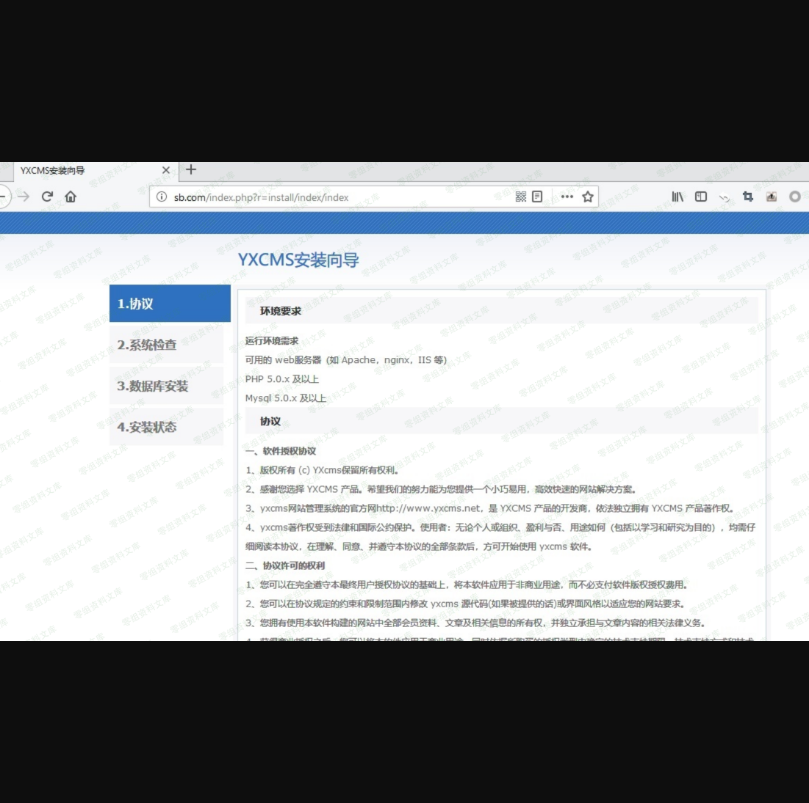 YXCMS安装向导
sb.com/index.php?r=install/index/index
YXCMS安装向导
1.协议
2.系统检查
3.数据库安装
4.安装状态
环境要求
运行环境需求
可用的 web服务器 (如 Apache，nginx，IIS 等)
PHP 5.0.x 及以上
Mysql 5.0.x 及以上
协议
一、软件授权协议
1、版权所有 (c) YXcms保留所有权利。
2、感谢您选择 YXCMS 产品。希望我们的努力能为您提供一个小巧易用，高效快速的网站解决方案。
3、yxcms网站管理系统的官方网http://www.yxcms.net，是 YXCMS 产品的开发商，依法独立拥有 YXCMS 产品著作权。
4、yxcms著作权受到法律和国际公约保护。使用者：无论个人或组织、盈利与否、用途如何（包括以学习和研究为目的），均需仔
细阅读本协议，在理解、同意、并遵守本协议的全部条款后，方可开始使用 yxcms 软件。
二、协议许可的权利
1、您可以在完全遵守本最终用户授权协议的基础上，将本软件应用于非商业用途，而不必支付软件版权授权费用。
2、您可以在协议规定的约束和限制范围内修改 yxcms 源代码(如果被提供的话)或界面风格以适应您的网站要求。
3、您拥有使用本软件构建的网站中全部会员资料、文章及相关信息的所有权，并独立承担与文章内容的相关法律义务。